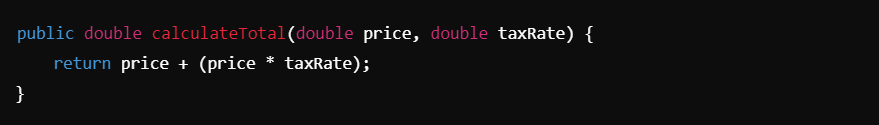 public double calculateTotal(double price, double taxRate) {
    return price + (price * taxRate);
}